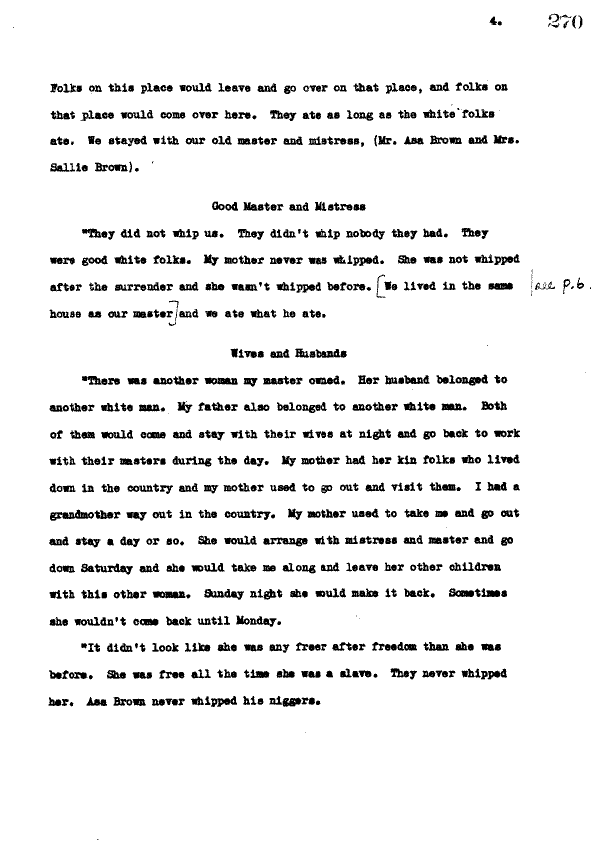 4. 270
Folks on this place would leave and go over on that place, and folks on
that place would come over here. They ate as long as the white folks
ate. We stayed with our old master and mistress, (Mr. Asa Brown and Mrs.
Sallie Brown).
Good Master and Mistress
"They did not whip us. They didn't whip nobody they had. They
were good white folks. My mother never was whipped. She was not whipped
after the surrender and she wasn't whipped before. [We lived in the same see p.6.
house as our master] and we ate what he ate.
Wives and Husbands
"There was another woman my master owned. Her husband belonged to
another white man. My father also belonged to another white man. Both
of them would come and stay with their wives at night and go back to work
with their masters during the day. My mother had her kin folks who lived
down in the country and my mother used to go out and visit them. I had a
grandmother way out in the country. My mother used to take me and go out
and stay a day or so. She would arrange with mistress and master and go
down Saturday and she would take me along and leave her other children
with this other woman. Sunday night she would make it back. Sometimes
she wouldn't come back until Monday.
"It didn't look like she was any freer after freedom than she was
before. She was free all the time she was a slave. They never whipped
her. Asa Brown never whipped his niggers.